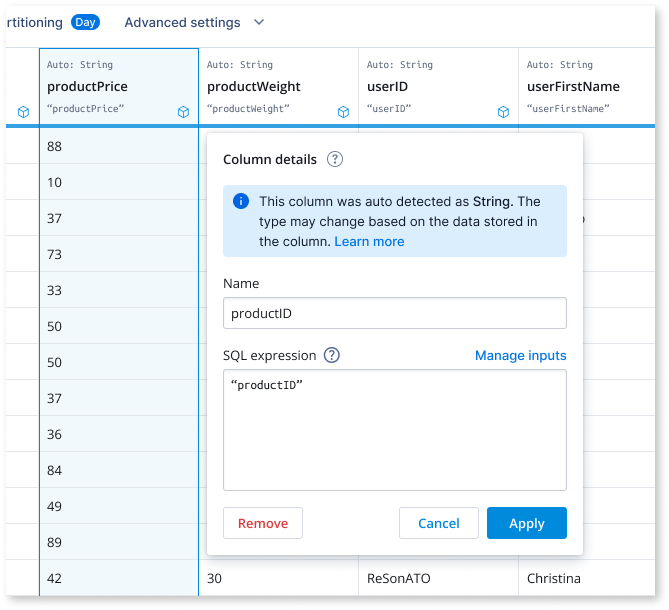 rtitioning Day Advanced settings
Auto: String Auto: String Auto: String Auto: String
productPrice productWeight userID userFirstName
“productPrice” “productWeight” “userID” “userFirstName”
88
10
37
73
33
50
50
37
36
84
49
89
42 30 ReSonATO Christina
Column details ?
i This column was auto detected as String. The
type may change based on the data stored in
the column. Learn more
Name
productID
SQL expression ? Manage inputs
“productID”
Remove Cancel Apply